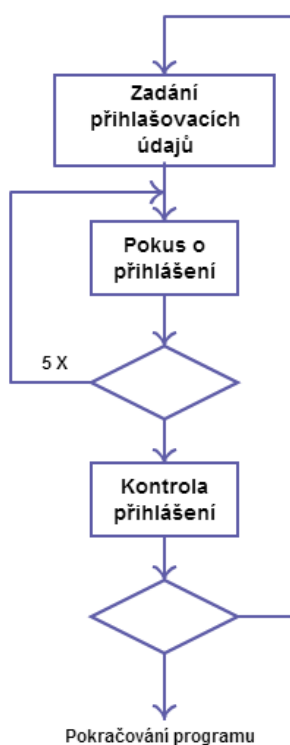 Zadání
přihlašovacích
údajů
Pokus o
přihlášení
5 X
Kontrola
přihlášení
Pokračování programu